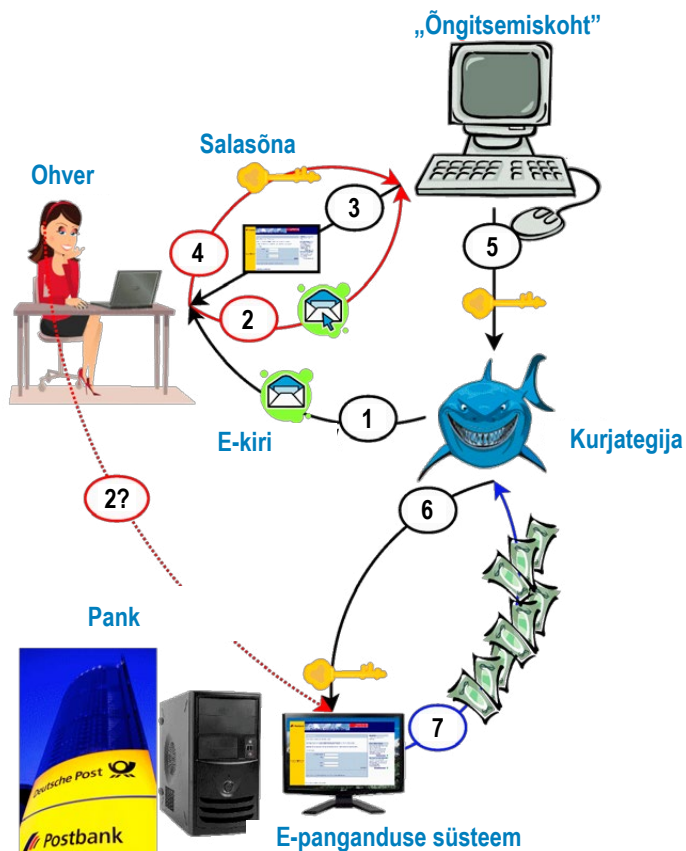 „Õngitsemiskoht”
Salasõna
Ohver
3
4
5
2
1
E-kiri
Kurjategija
2?
6
Pank
7
Deutsche Post
Postbank
E-panganduse süsteem